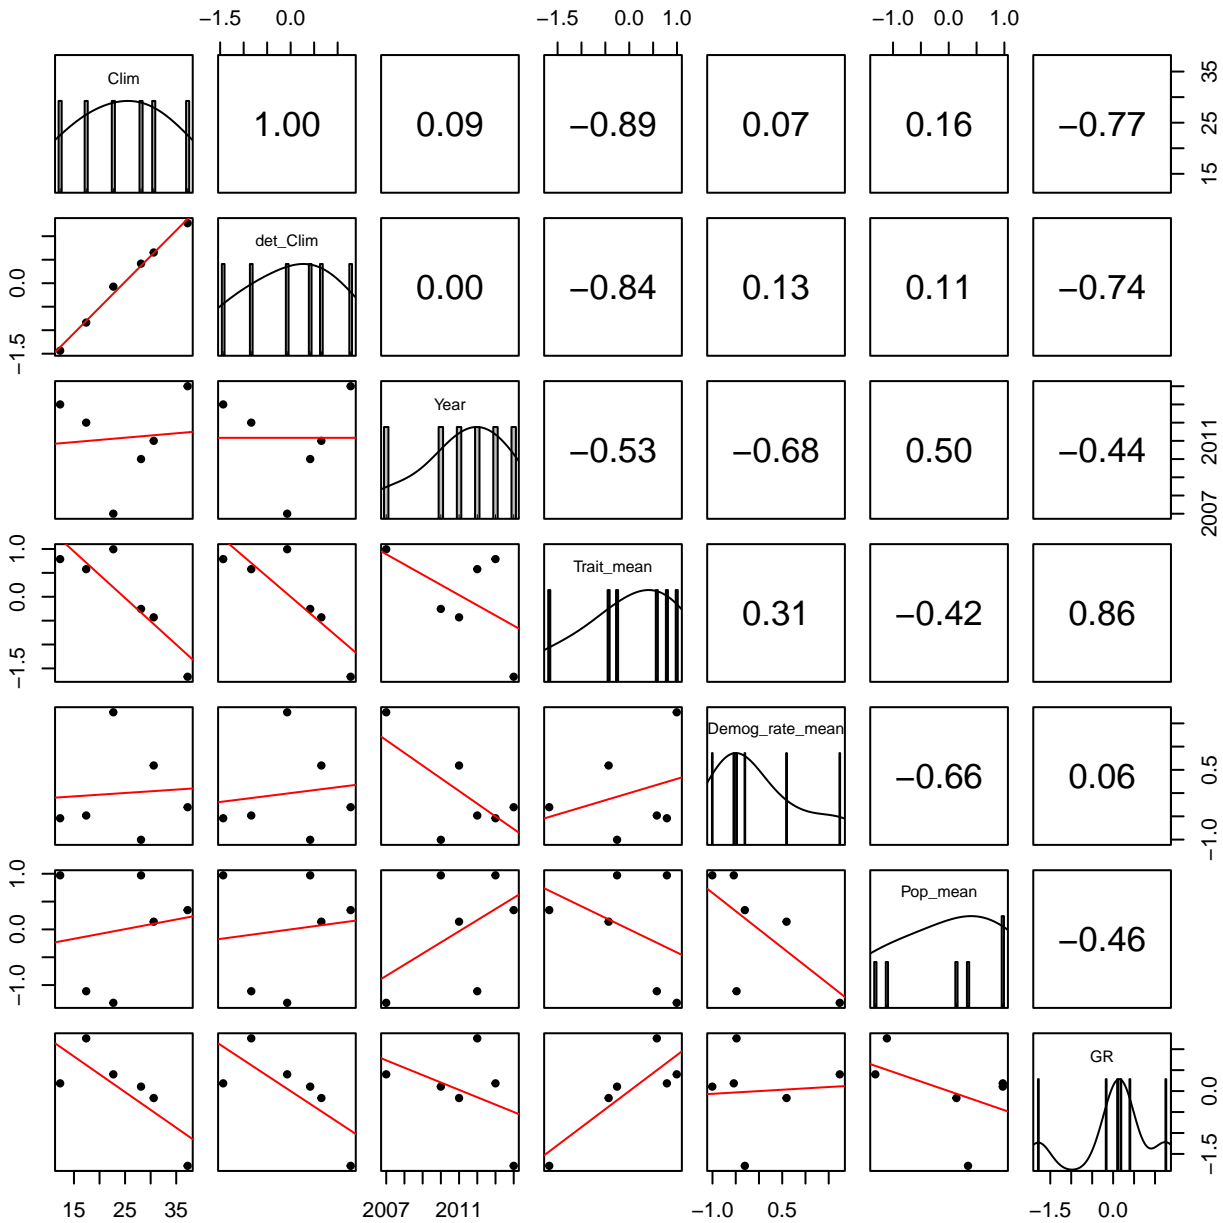 −1.5 0.0 −1.5 0.0 1.0 −1.0 0.0 1.0
Clim 1.00 0.09 −0.89 0.07 0.16 −0.77 15 25 35
−1.5 0.0 det_Clim 0.00 −0.84 0.13 0.11 −0.74
Year −0.53 −0.68 0.50 −0.44 2007 2011
−1.5 0.0 1.0 Trait_mean 0.31 −0.42 0.86
Demog_rate_mean −0.66 0.06 −1.0 0.5
−1.0 0.0 1.0 Pop_mean −0.46
GR −1.5 0.0
15 25 35 2007 2011 −1.0 0.5 −1.5 0.0